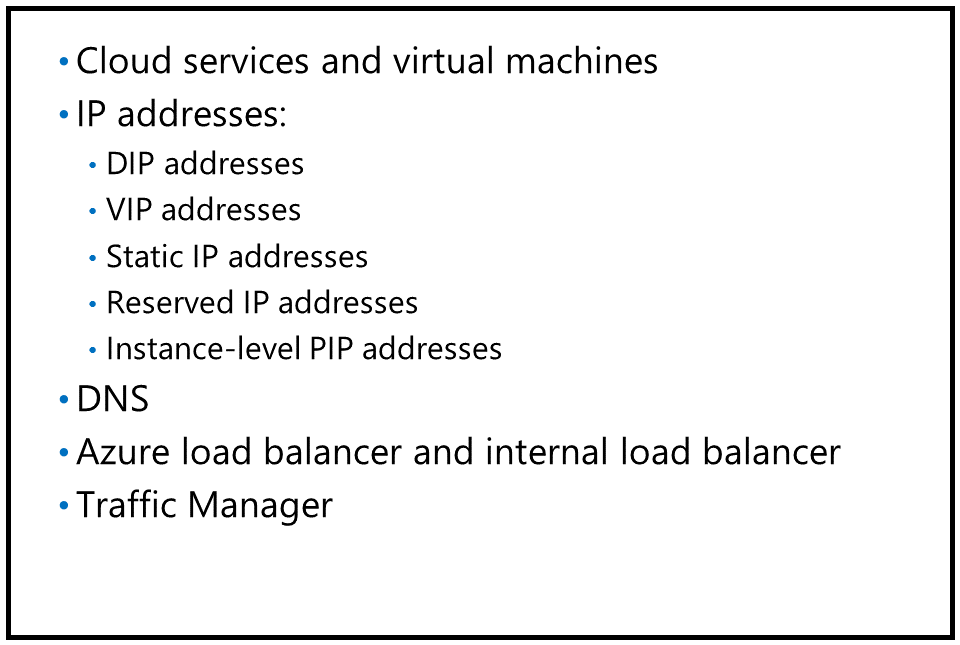 • Cloud services and virtual machines
• IP addresses:
• DIP addresses
• VIP addresses
• Static IP addresses
• Reserved IP addresses
• Instance-level PIP addresses
• DNS
• Azure load balancer and internal load balancer
• Traffic Manager